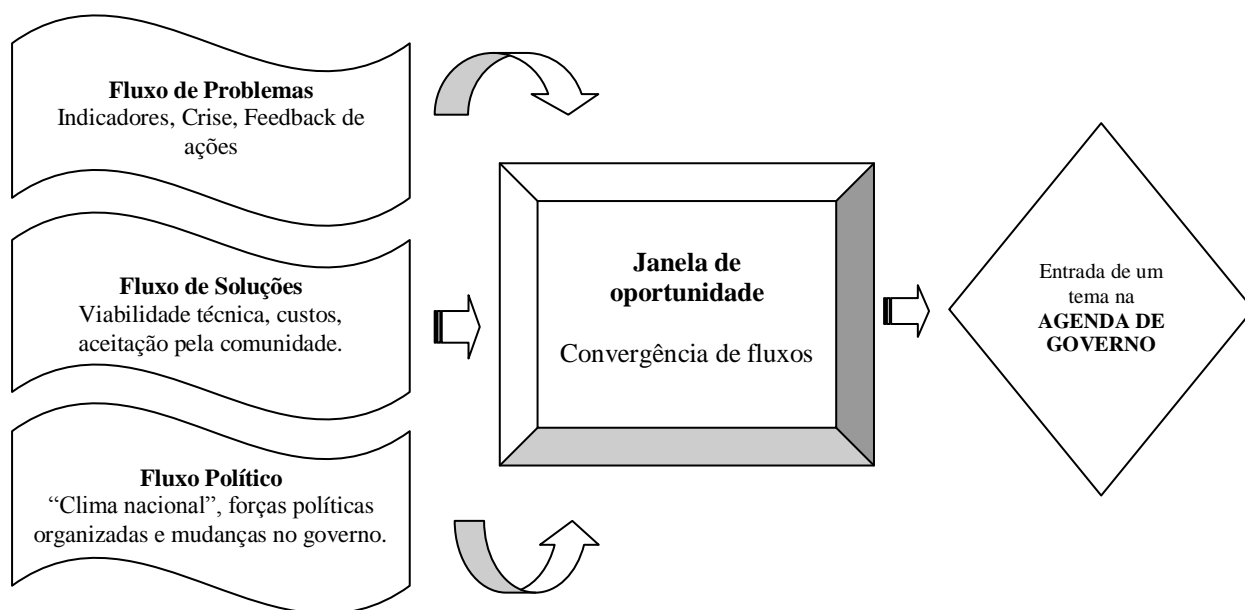 Fluxo de Problemas
Indicadores, Crise, Feedback de
ações
Fluxo de Soluções
Viabilidade técnica, custos,
aceitação pela comunidade.
Fluxo Político
“Clima nacional”, forças políticas
organizadas e mudanças no governo.
Janela de
oportunidade
Convergência de fluxos
Entrada de um
tema na
AGENDA DE
GOVERNO